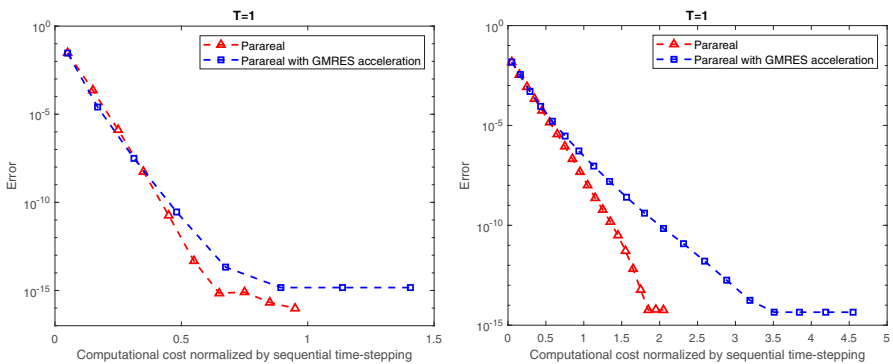 T=1
Parareal
Parareal with GMRES acceleration
Error
10^0
10^-5
10^-10
10^-15
0 0.5 1 1.5
Computational cost normalized by sequential time-stepping
T=1
Parareal
Parareal with GMRES acceleration
Error
10^0
10^-5
10^-10
10^-15
0 0.5 1 1.5 2 2.5 3 3.5 4 4.5 5
Computational cost normalized by sequential time-stepping